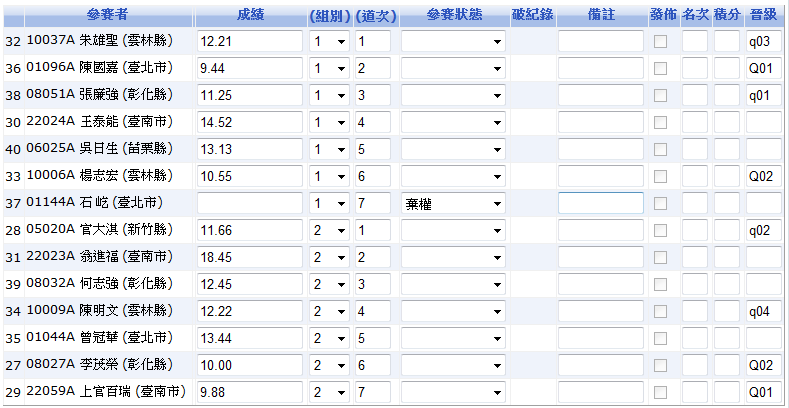 參賽者 成績 (組別) (道次) 參賽狀態 破紀錄 備註 發佈 名次 積分 晉級
32 10037A 朱雄聖 (雲林縣) 12.21 1 1 q03
36 01096A 陳國嘉 (臺北市) 9.44 1 2 Q01
38 08051A 張廉強 (彰化縣) 11.25 1 3 q01
30 22024A 王泰能 (臺南市) 14.52 1 4
40 06025A 吳日生 (苗栗縣) 13.13 1 5
33 10006A 楊志宏 (雲林縣) 10.55 1 6 Q02
37 01144A 石屹 (臺北市) 1 7 棄權
28 05020A 官大淇 (新竹縣) 11.66 2 1 q02
31 22023A 翁進福 (臺南市) 18.45 2 2
39 08032A 何志強 (彰化縣) 12.45 2 3
34 10009A 陳明文 (雲林縣) 12.22 2 4 q04
35 01044A 曾冠華 (臺北市) 13.44 2 5
27 08027A 李茂榮 (彰化縣) 10.00 2 6 Q02
29 22059A 上官百瑞 (臺南市) 9.88 2 7 Q01